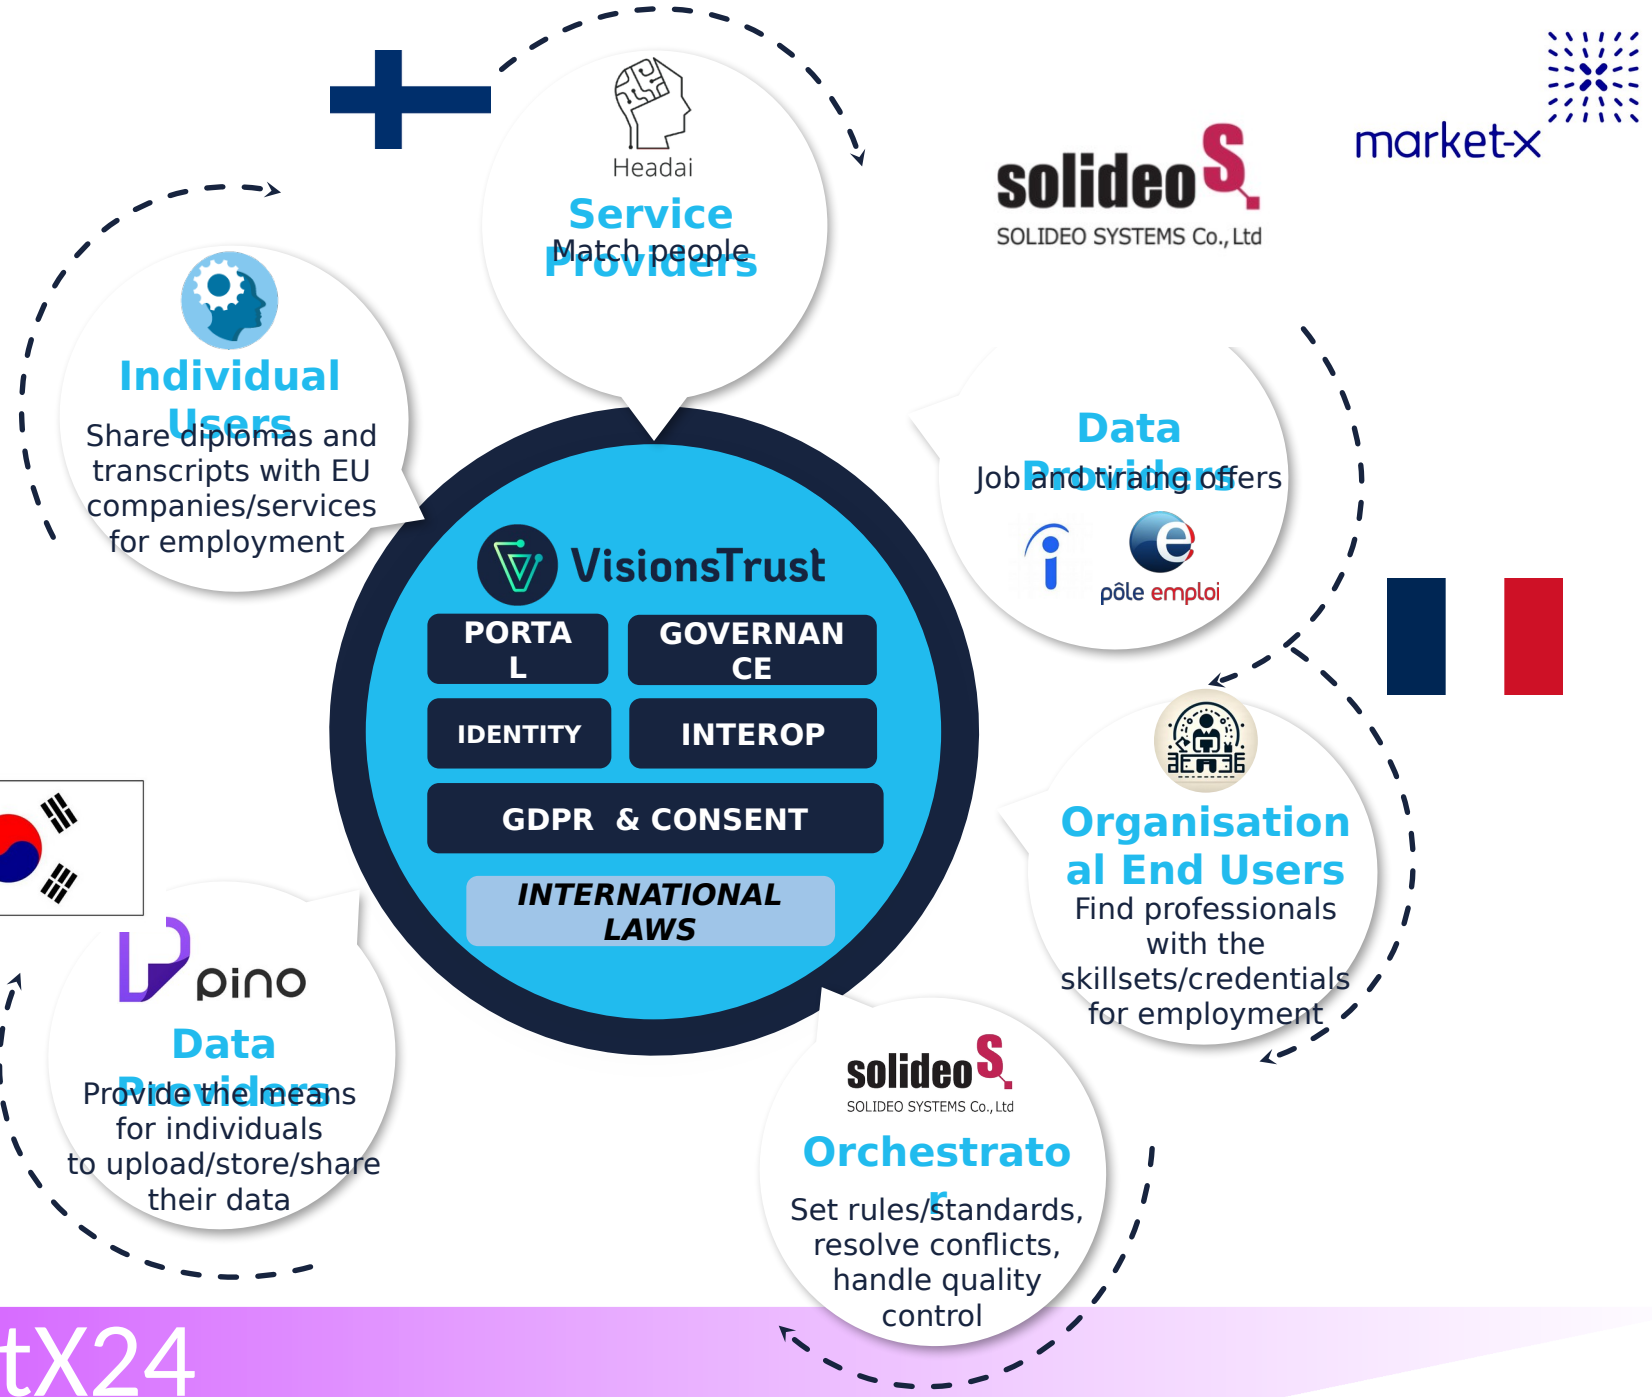 Headai
Service
Providers
Match people
solideoS
SOLIDEO SYSTEMS Co., Ltd
market-x
Individual
Users
Share diplomas and
transcripts with EU
companies/services
for employment
Data
Providers
Job and tiraing offers
i
e
pôle emploi
VisionsTrust
PORTA
L
GOVERNAN
CE
IDENTITY
INTEROP
GDPR & CONSENT
INTERNATIONAL
LAWS
Organisation
al End Users
Find professionals
with the
skillsets/credentials
for employment
pino
Data
Providers
Provide the means
for individuals
to upload/store/share
their data
solideoS
SOLIDEO SYSTEMS Co., Ltd
Orchestrato
r
Set rules/standards,
resolve conflicts,
handle quality
control
tX24